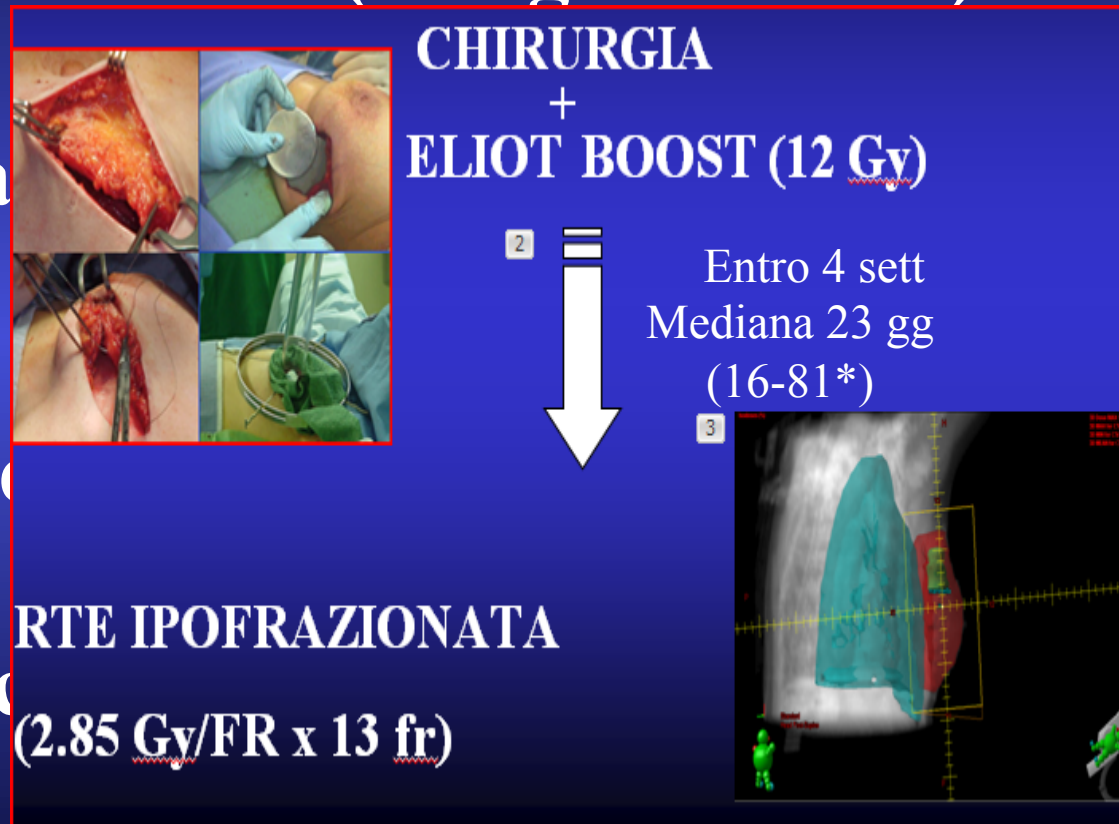 CHIRURGIA
+
ELIOT BOOST (12 Gy)
2
Entro 4 sett
Mediana 23 gg
(16-81*)
3
RTE IPOFRAZIONATA
(2.85 Gy/FR x 13 fr)